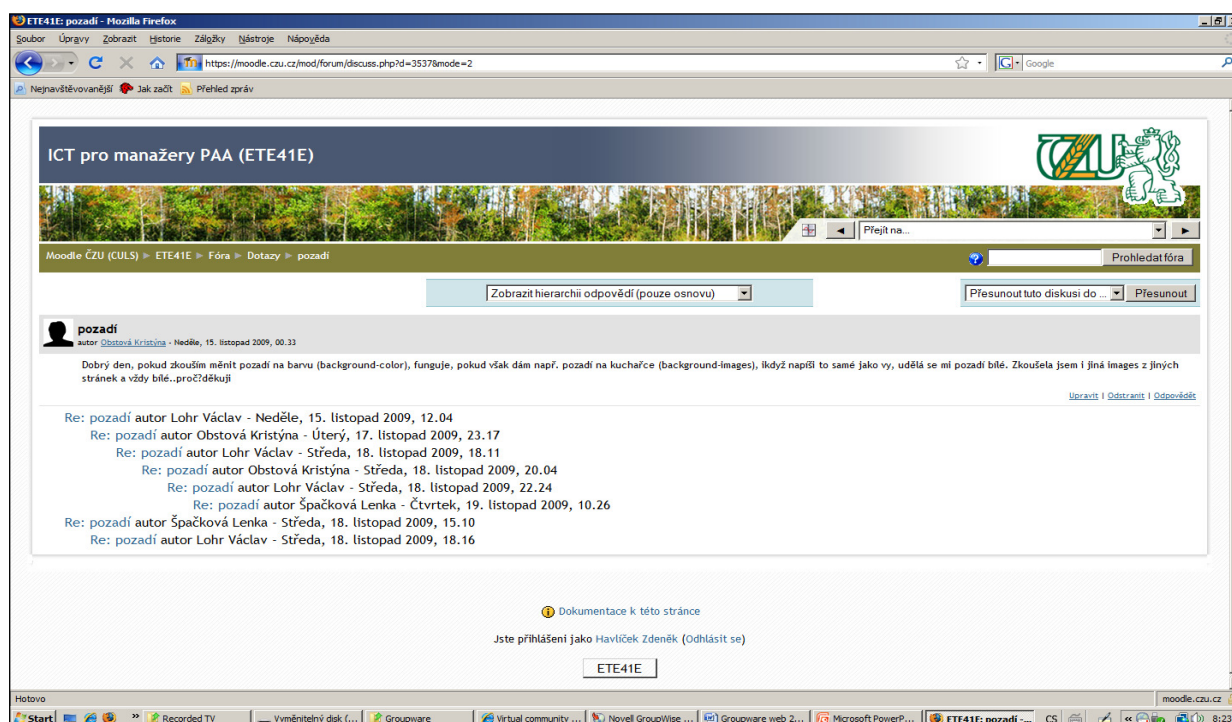 ETE41E: pozadí - Mozilla Firefox
Soubor Úpravy Zobrazit Historie Záložky Nástroje Nápověda
https://moodle.czu.cz/mod/forum/discuss.php?d=3537&mode=2
G Google
Nejnavštěvovanější Jak začít Přehled zpráv
ICT pro manažery PAA (ETE41E)
ČZU
Přejít na...
Moodle ČZU (CULS) ► ETE41E ► Fóra ► Dotazy ► pozadí
Prohledat fóra
Zobrazit hierarchii odpovědí (pouze osnovu)
Přesunout tuto diskusi do ... Přesunout
pozadí
autor Obstová Kristýna - Neděle, 15. listopad 2009, 00.33
Dobrý den, pokud zkouším měnit pozadí na barvu (background-color), funguje, pokud však dám např. pozadí na kuchařce (background-images), ikdyž napíši to samé jako vy, udělá se mi pozadí bílé. Zkoušela jsem i jiná images z jiných
stránek a vždy bílé..proč?děkuji
Upravit | Odstranit | Odpovědět
Re: pozadí autor Lohr Václav - Neděle, 15. listopad 2009, 12.04
Re: pozadí autor Obstová Kristýna - Úterý, 17. listopad 2009, 23.17
Re: pozadí autor Lohr Václav - Středa, 18. listopad 2009, 18.11
Re: pozadí autor Obstová Kristýna - Středa, 18. listopad 2009, 20.04
Re: pozadí autor Lohr Václav - Středa, 18. listopad 2009, 22.24
Re: pozadí autor Špačková Lenka - Čtvrtek, 19. listopad 2009, 10.26
Re: pozadí autor Špačková Lenka - Středa, 18. listopad 2009, 15.10
Re: pozadí autor Lohr Václav - Středa, 18. listopad 2009, 18.16
Dokumentace k této stránce
Jste přihlášeni jako Havlíček Zdeněk (Odhlásit se)
ETE41E
Hotovo
moodle.czu.cz
Start » Recorded TV Vyměnitelný disk (... Groupware Virtual community ... Novell GroupWise ... Groupware web 2... Microsoft PowerP... ETE41E: pozadí - ... CS «